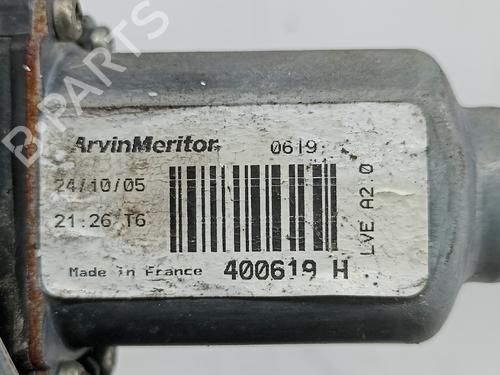 B-PARTS
ArvinMeritor 0619
24/10/05
21:26 T6
LVE A2.0
Made in France 400619 H